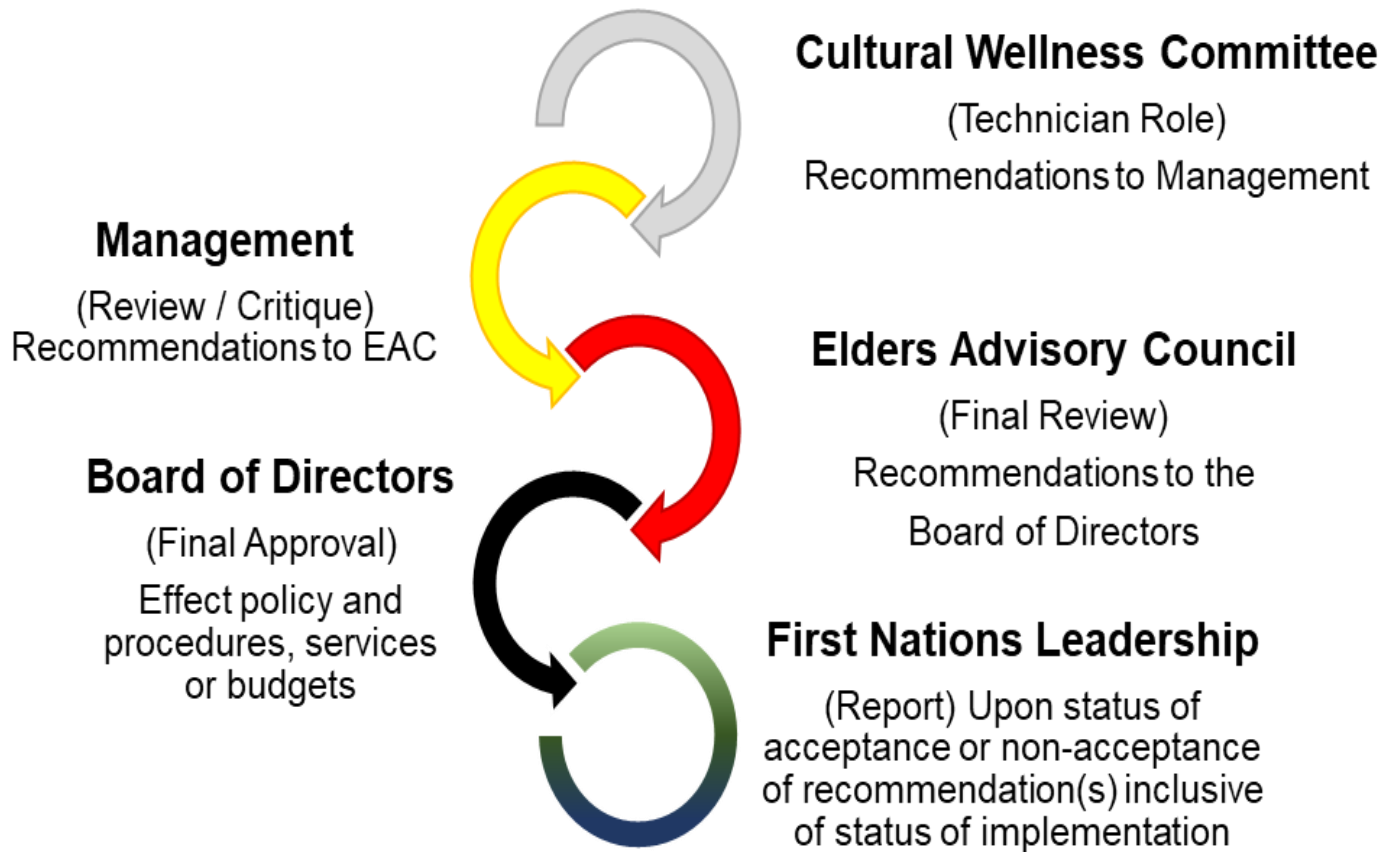 Cultural Wellness Committee
(Technician Role)
Recommendations to Management
Management
(Review / Critique)
Recommendations to EAC
Elders Advisory Council
(Final Review)
Recommendations to the
Board of Directors
Board of Directors
(Final Approval)
Effect policy and
procedures, services
or budgets
First Nations Leadership
(Report) Upon status of
acceptance or non-acceptance
of recommendation(s) inclusive
of status of implementation